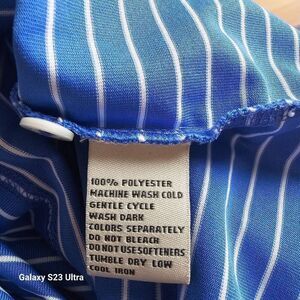 100% POLYESTER
MACHINE WASH COLD
GENTLE CYCLE
WASH DARK
COLORS SEPARATELY
DO NOT BLEACH
DO NOT USE SOFTENERS
TUMBLE DRY LOW
COOL IRON
Galaxy S23 Ultra